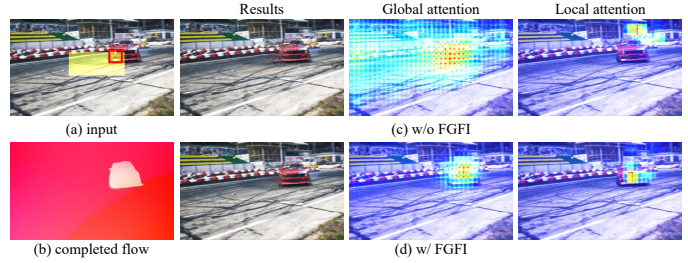 Results Global attention Local attention
(a) input (c) w/o FGFI
(b) completed flow (d) w/ FGFI